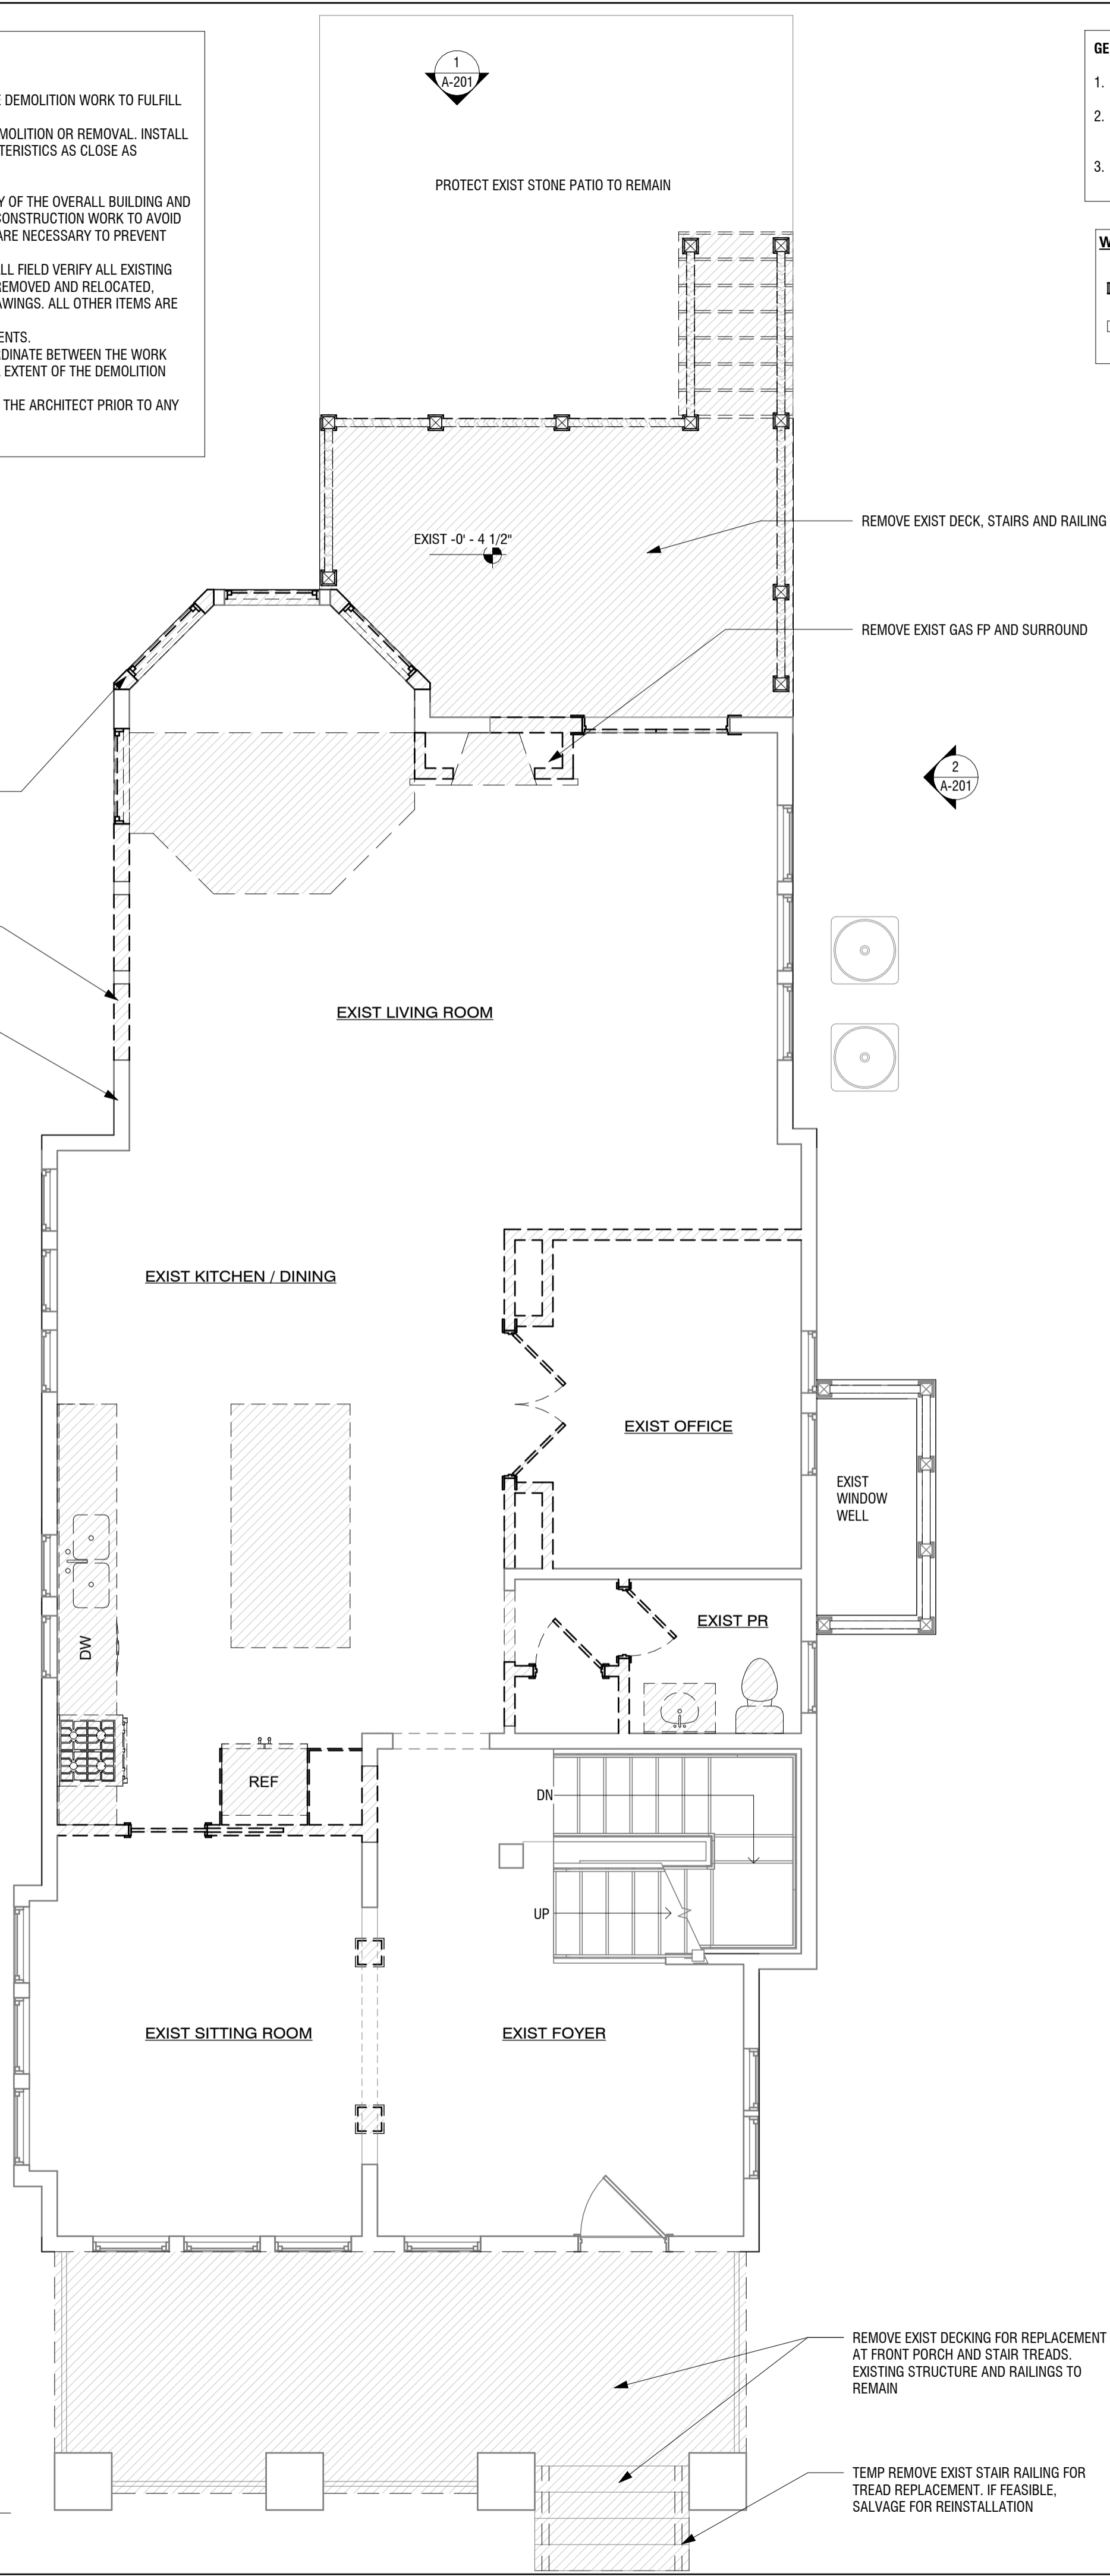 E DEMOLITION WORK TO FULFILL
MOLITION OR REMOVAL. INSTALL
TERISTICS AS CLOSE AS
Y OF THE OVERALL BUILDING AND
CONSTRUCTION WORK TO AVOID
ARE NECESSARY TO PREVENT
LL FIELD VERIFY ALL EXISTING
REMOVED AND RELOCATED,
AWINGS. ALL OTHER ITEMS ARE
ENTS.
RDINATE BETWEEN THE WORK
EXTENT OF THE DEMOLITION
THE ARCHITECT PRIOR TO ANY
1
A-201
GE
1.
2.
3.
W
PROTECT EXIST STONE PATIO TO REMAIN
REMOVE EXIST DECK, STAIRS AND RAILING
EXIST -0' - 4 1/2"
REMOVE EXIST GAS FP AND SURROUND
2
A-201
EXIST LIVING ROOM
EXIST KITCHEN / DINING
EXIST OFFICE
EXIST
WINDOW
WELL
EXIST PR
DW
REF
DN
UP
EXIST SITTING ROOM
EXIST FOYER
REMOVE EXIST DECKING FOR REPLACEMENT
AT FRONT PORCH AND STAIR TREADS.
EXISTING STRUCTURE AND RAILINGS TO
REMAIN
TEMP REMOVE EXIST STAIR RAILING FOR
TREAD REPLACEMENT. IF FEASIBLE,
SALVAGE FOR REINSTALLATION